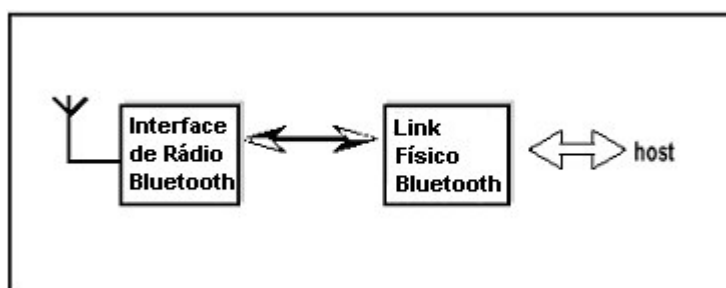 Interface
de Rádio
Bluetooth
Link
Físico
Bluetooth
host